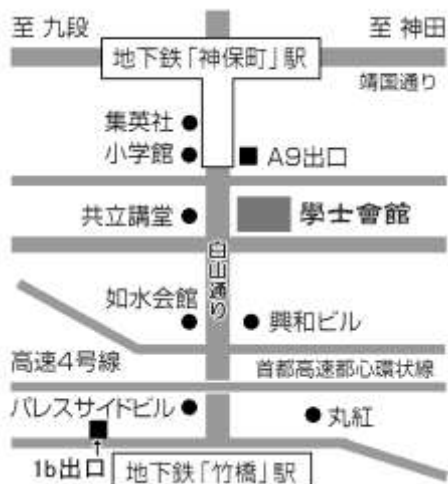 至 九段
至 神田
地下鉄「神保町」駅
靖国通り
集英社
小学館
A9出口
共立講堂
學士會館
白山通り
如水会館
興和ビル
高速4号線
首都高速都心環状線
パレスサイドビル
丸紅
1b出口
地下鉄「竹橋」駅